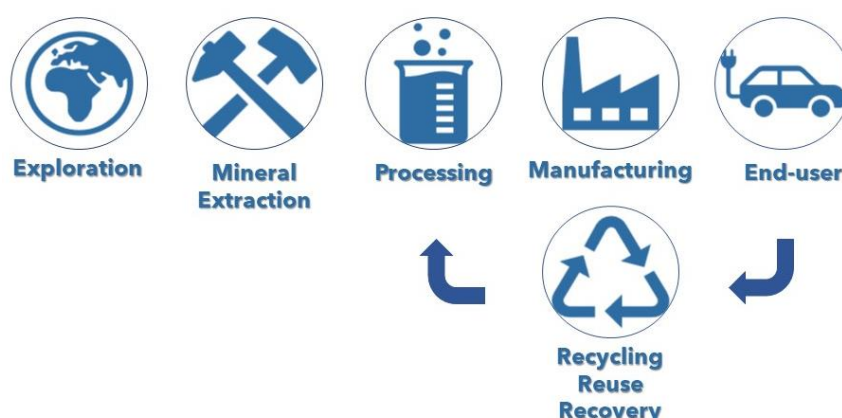 Exploration
Mineral
Extraction
Processing
Manufacturing
End-user
Recycling
Reuse
Recovery